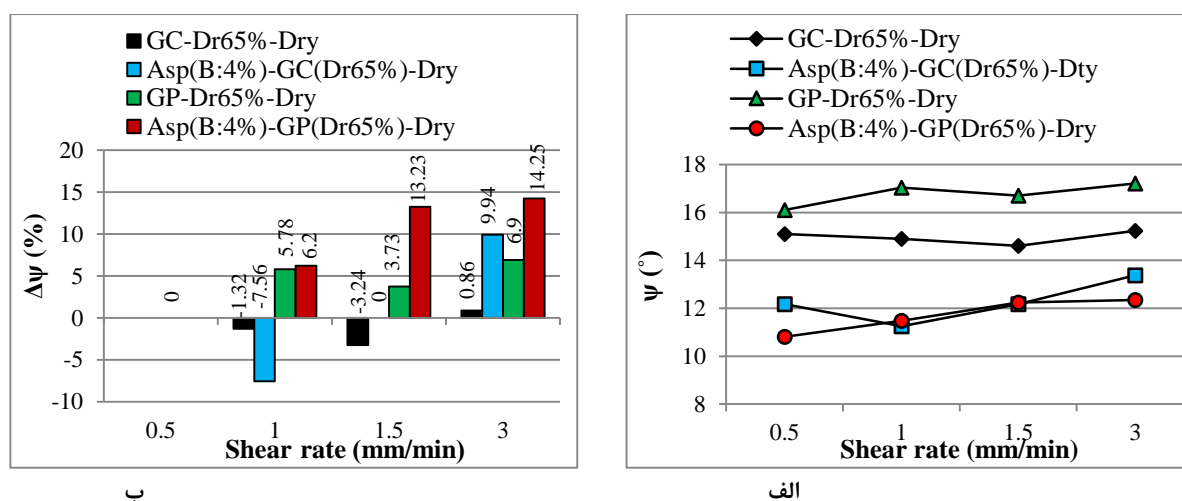 GC-Dr65%-Dry
Asp(B:4%)-GC(Dr65%)-Dry
GP-Dr65%-Dry
Asp(B:4%)-GP(Dr65%)-Dry
20
15
10
5
0
-5
-10
Δψ (%)
0
-1.32
-7.56
5.78
6.2
-3.24
0
3.73
13.23
0.86
9.94
6.9
14.25
0.5 1 1.5 3
Shear rate (mm/min)
ب
GC-Dr65%-Dry
Asp(B:4%)-GC(Dr65%)-Dty
GP-Dr65%-Dry
Asp(B:4%)-GP(Dr65%)-Dry
18
16
14
12
10
8
ψ (˚)
0.5 1 1.5 3
Shear rate (mm/min)
الف